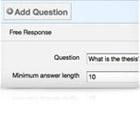 Add Question
Free Response
Question What is the thesis'
Minimum answer length 10